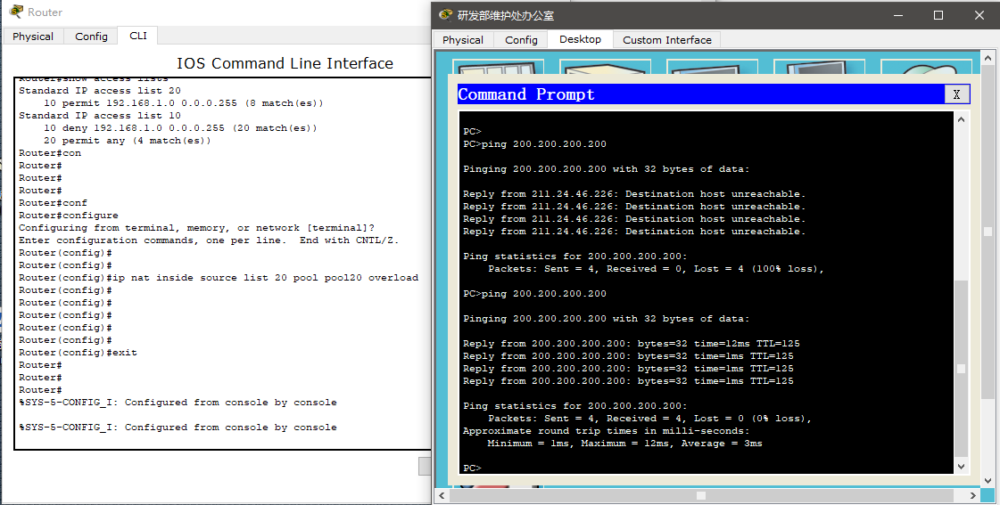 Router
Physical Config CLI
IOS Command Line Interface
Router#show access lists
Standard IP access list 20
10 permit 192.168.1.0 0.0.0.255 (8 match(es))
Standard IP access list 10
10 deny 192.168.1.0 0.0.0.255 (20 match(es))
20 permit any (4 match(es))
Router#con
Router#
Router#
Router#
Router#conf
Router#configure
Configuring from terminal, memory, or network [terminal]?
Enter configuration commands, one per line.  End with CNTL/Z.
Router(config)#
Router(config)#
Router(config)#ip nat inside source list 20 pool pool20 overload
Router(config)#
Router(config)#
Router(config)#
Router(config)#
Router(config)#
Router(config)#exit
Router#
Router#
Router#
%SYS-5-CONFIG_I: Configured from console by console
%SYS-5-CONFIG_I: Configured from console by console
研发部维护处办公室
Physical Config Desktop Custom Interface
Command Prompt X
PC>
PC>ping 200.200.200.200
Pinging 200.200.200.200 with 32 bytes of data:
Reply from 211.24.46.226: Destination host unreachable.
Reply from 211.24.46.226: Destination host unreachable.
Reply from 211.24.46.226: Destination host unreachable.
Reply from 211.24.46.226: Destination host unreachable.
Ping statistics for 200.200.200.200:
Packets: Sent = 4, Received = 0, Lost = 4 (100% loss),
PC>ping 200.200.200.200
Pinging 200.200.200.200 with 32 bytes of data:
Reply from 200.200.200.200: bytes=32 time=12ms TTL=125
Reply from 200.200.200.200: bytes=32 time=1ms TTL=125
Reply from 200.200.200.200: bytes=32 time=1ms TTL=125
Reply from 200.200.200.200: bytes=32 time=1ms TTL=125
Ping statistics for 200.200.200.200:
Packets: Sent = 4, Received = 4, Lost = 0 (0% loss),
Approximate round trip times in milli-seconds:
Minimum = 1ms, Maximum = 12ms, Average = 3ms
PC>